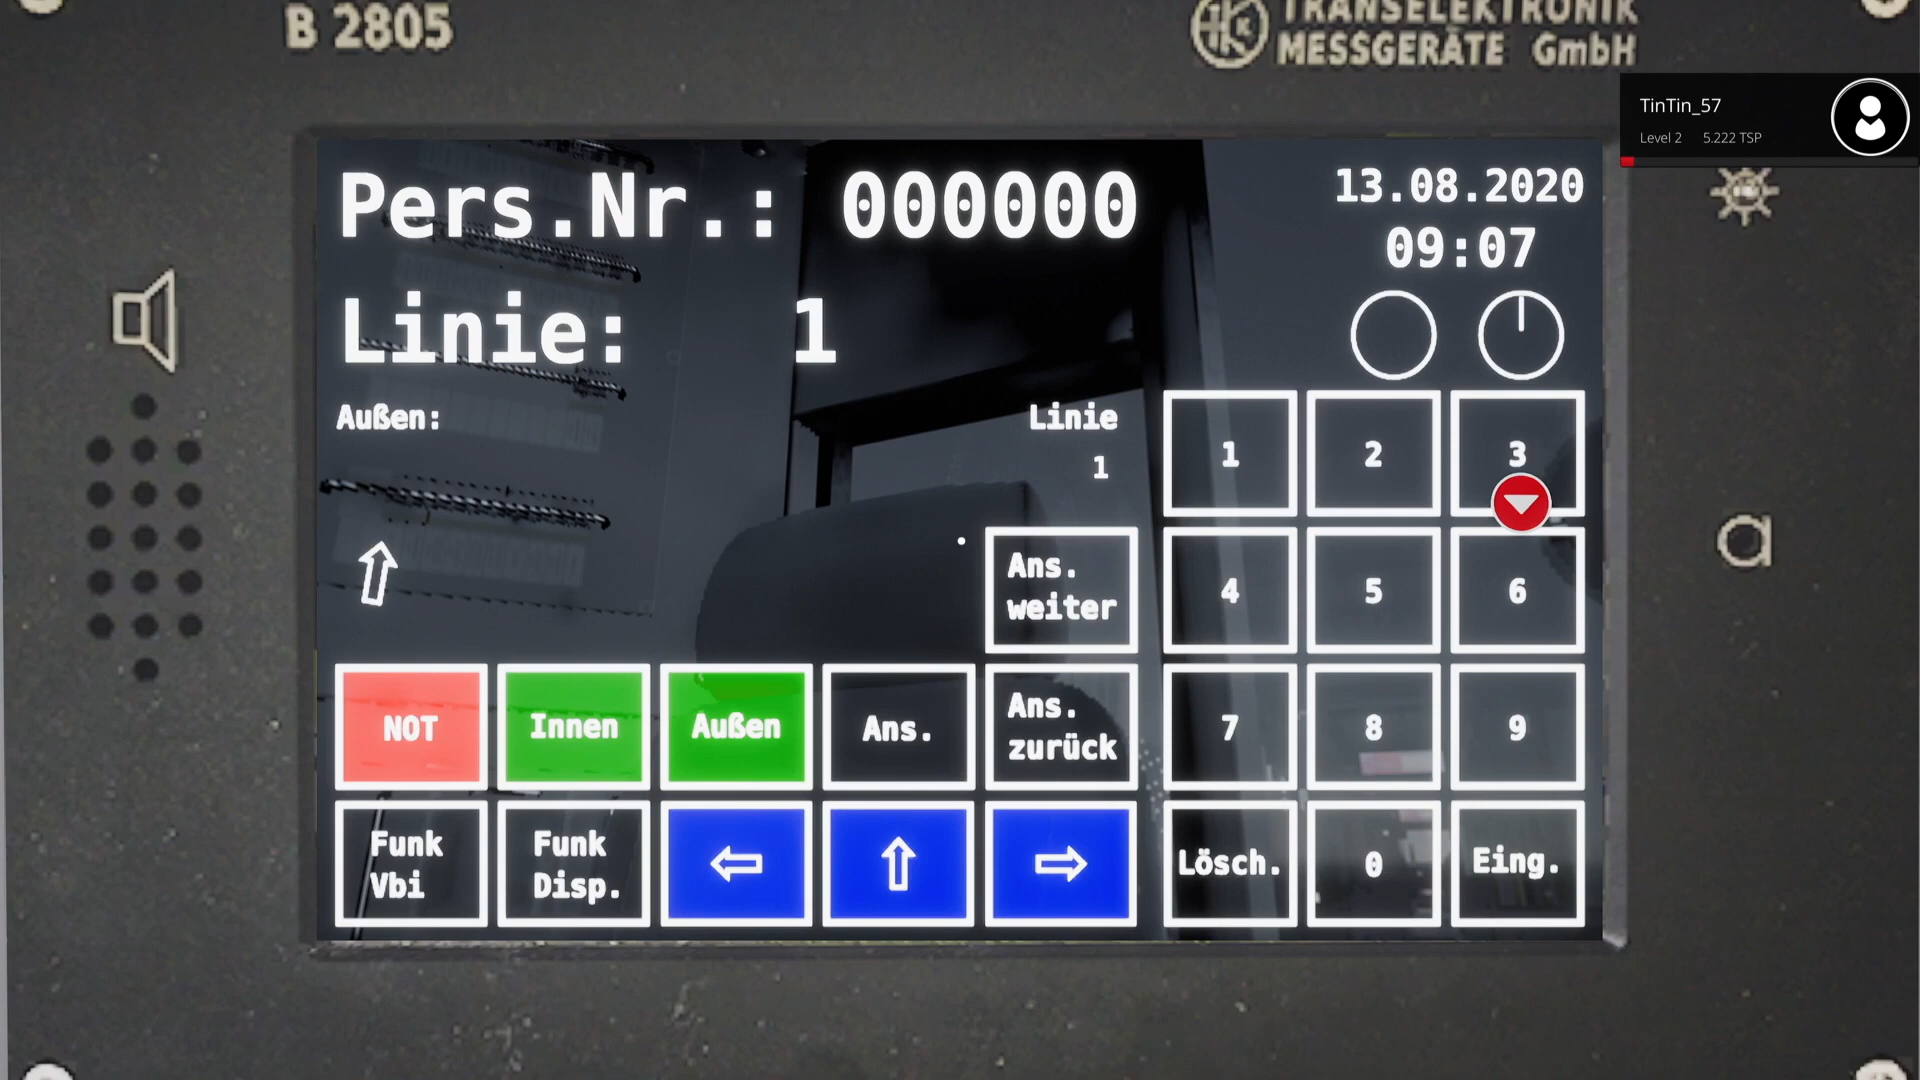 B 2805
TRANSELEKTRONIK
MESSGERÄTE GmbH
TinTin_57
Level 2 5.222 TSP
Pers.Nr.: 000000
13.08.2020
09:07
Linie: 1
Außen:
Linie
1
1
2
3
Ans.
weiter
4
5
6
NOT
Innen
Außen
Ans.
Ans.
zurück
7
8
9
Funk
Vbi
Funk
Disp.
Lösch.
0
Eing.